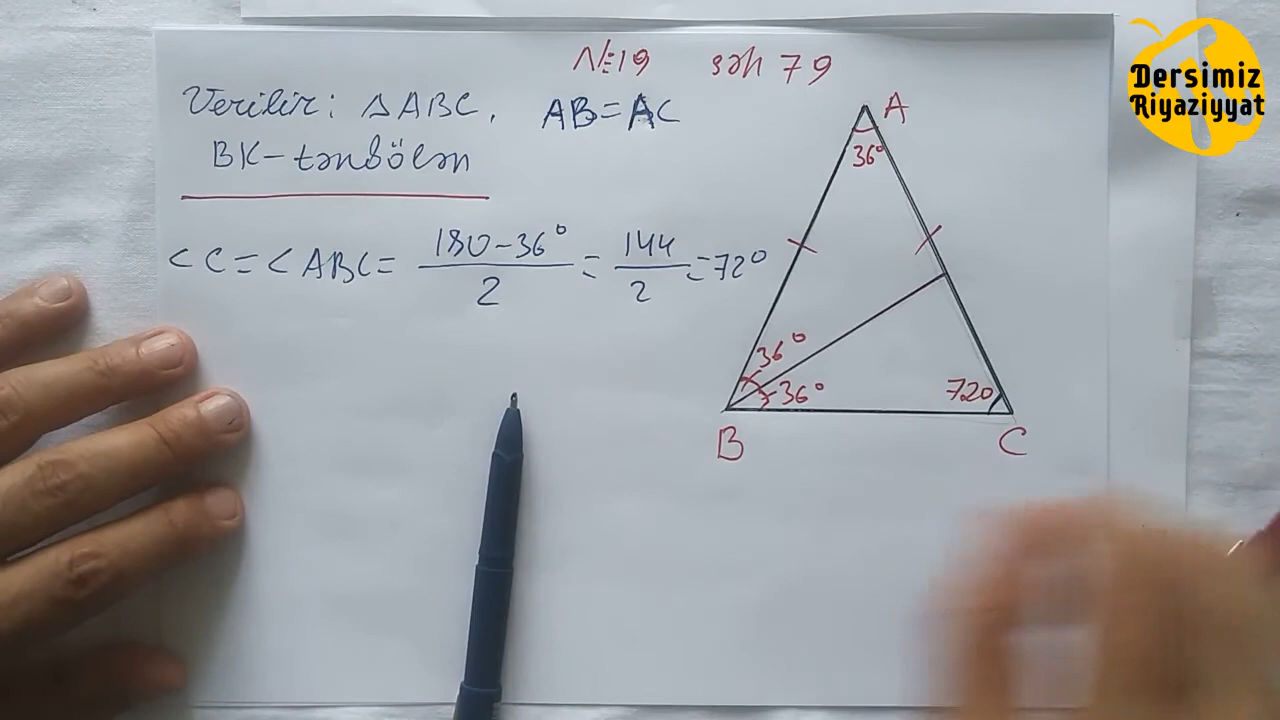 №19 səh 79
Verilir: △ABC, AB=AC
BK-tənbölən
<C=<ABC= 180-36°/2 = 144/2 =72°
A
36°
36°
36°
72°
B
C
Dersimiz
Riyaziyyat